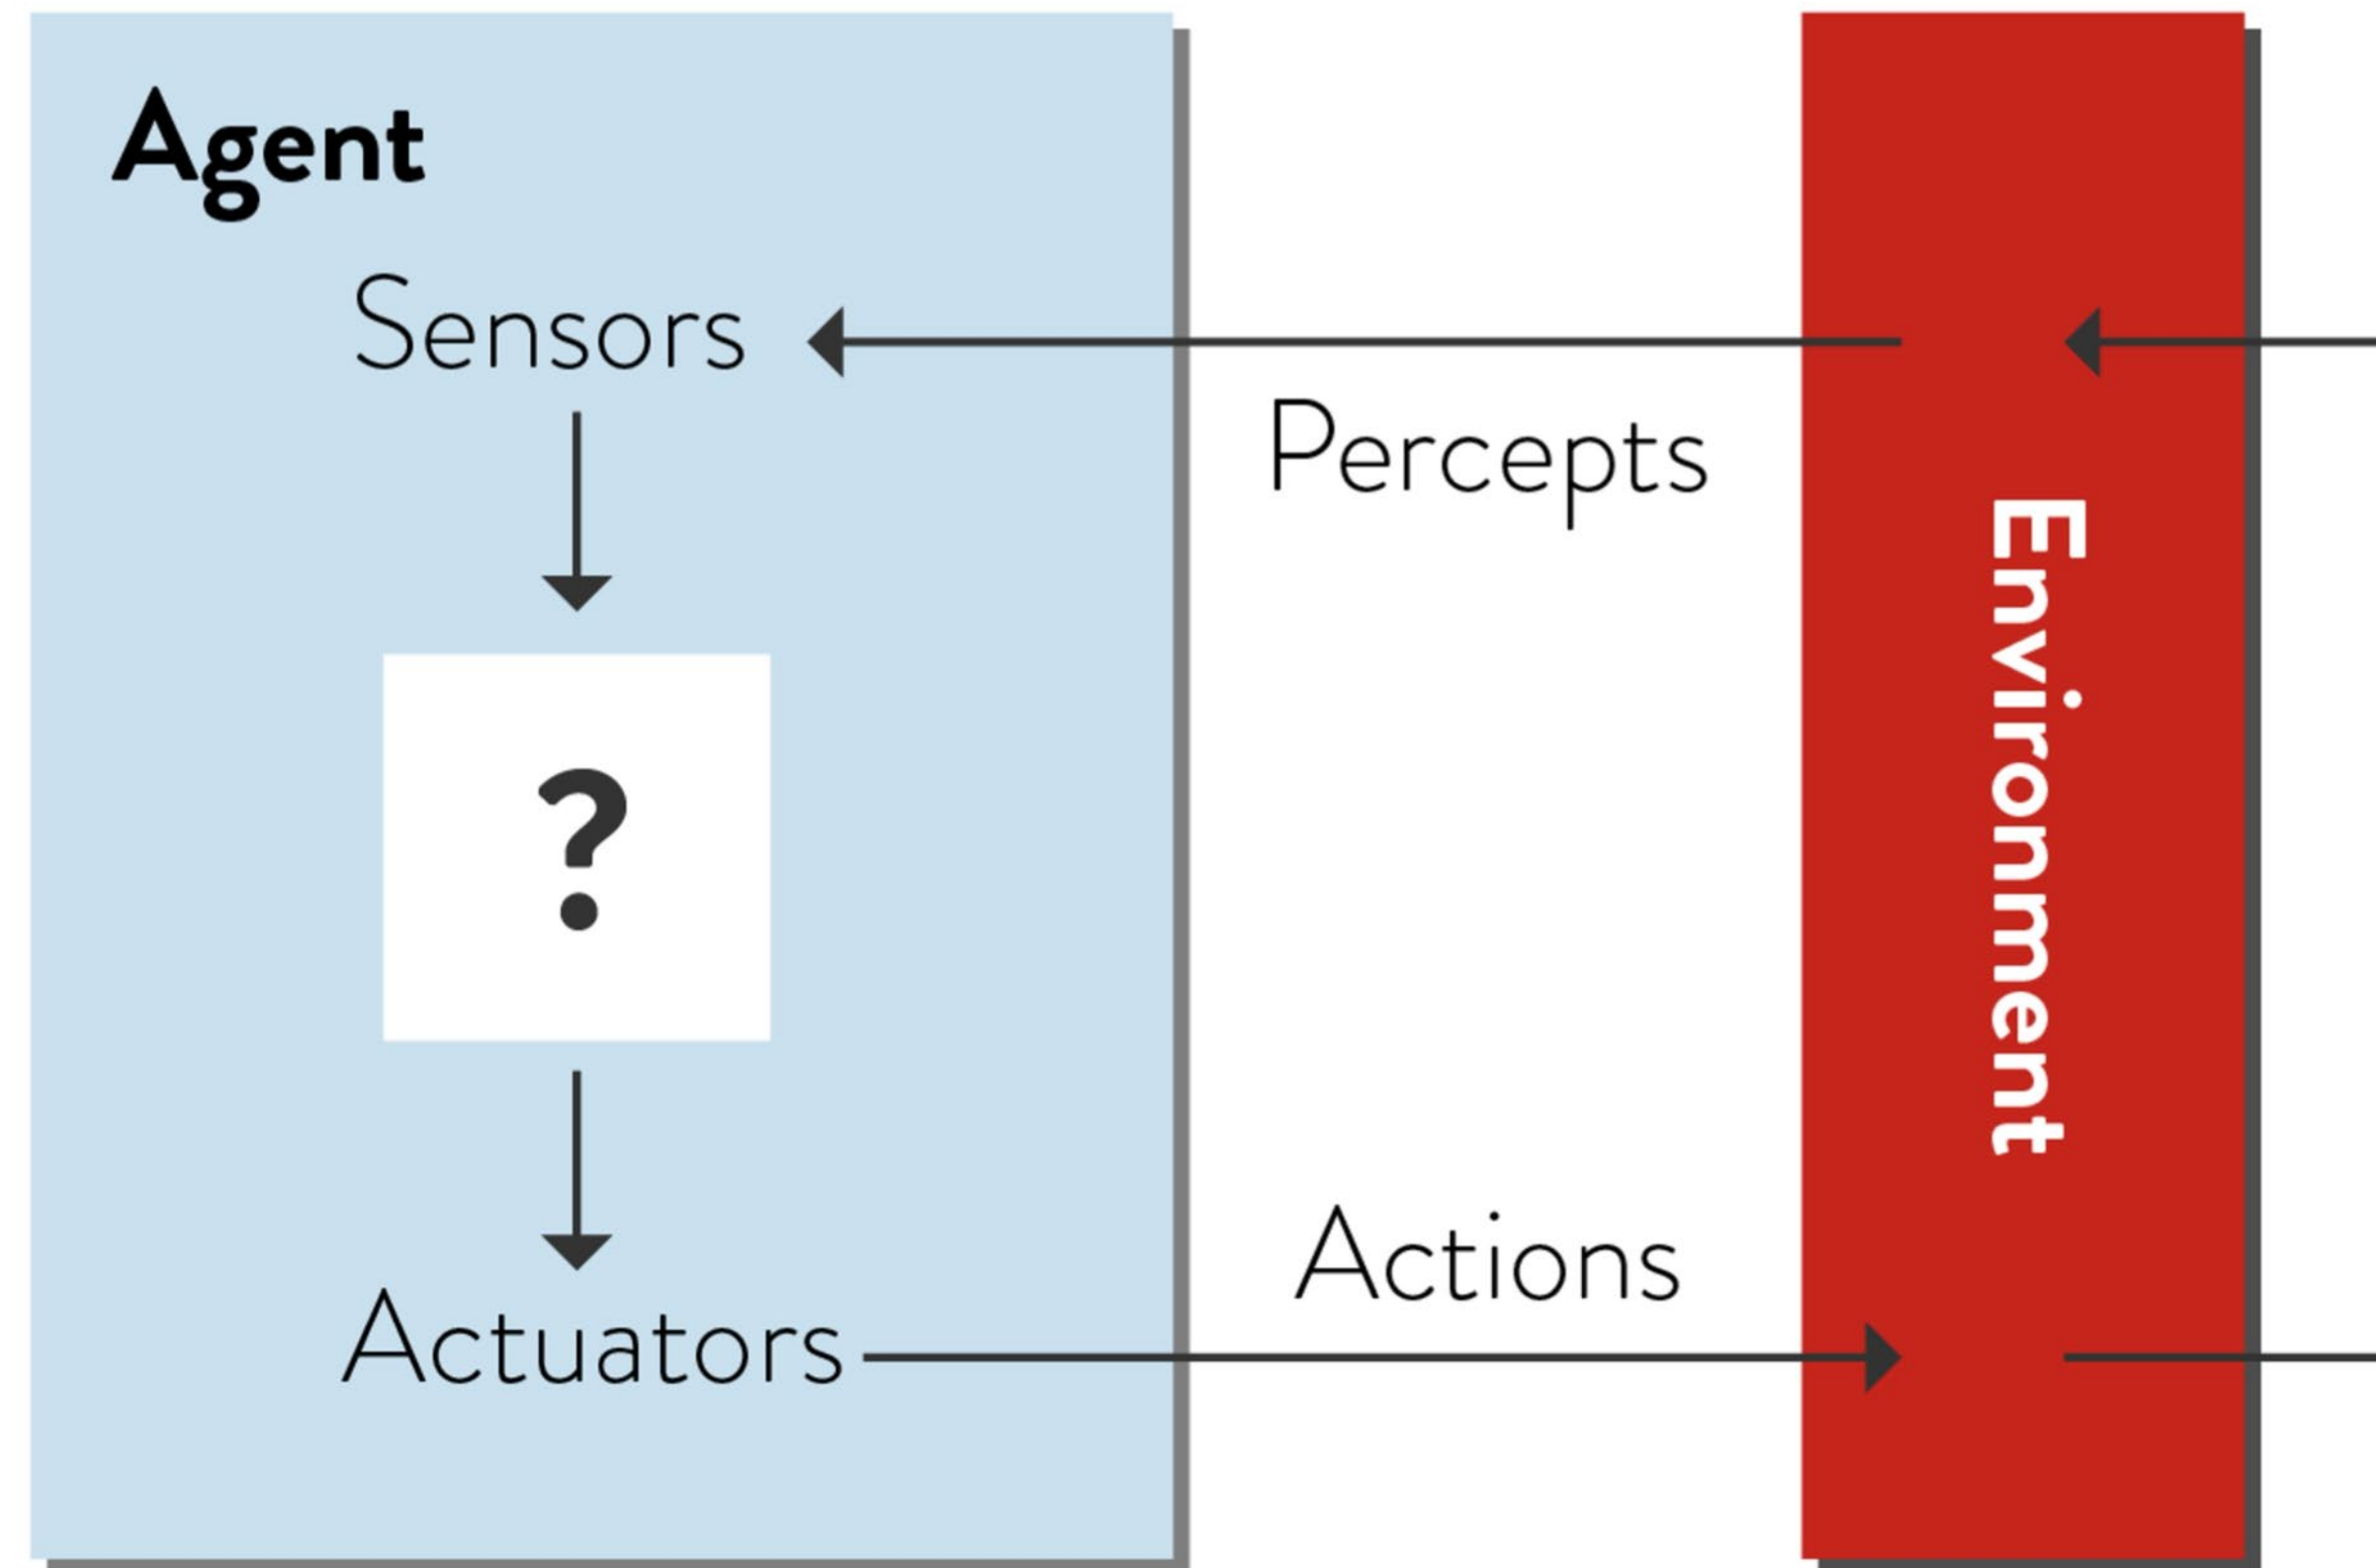 Agent
Sensors
Percepts
?
Environment
Actions
Actuators